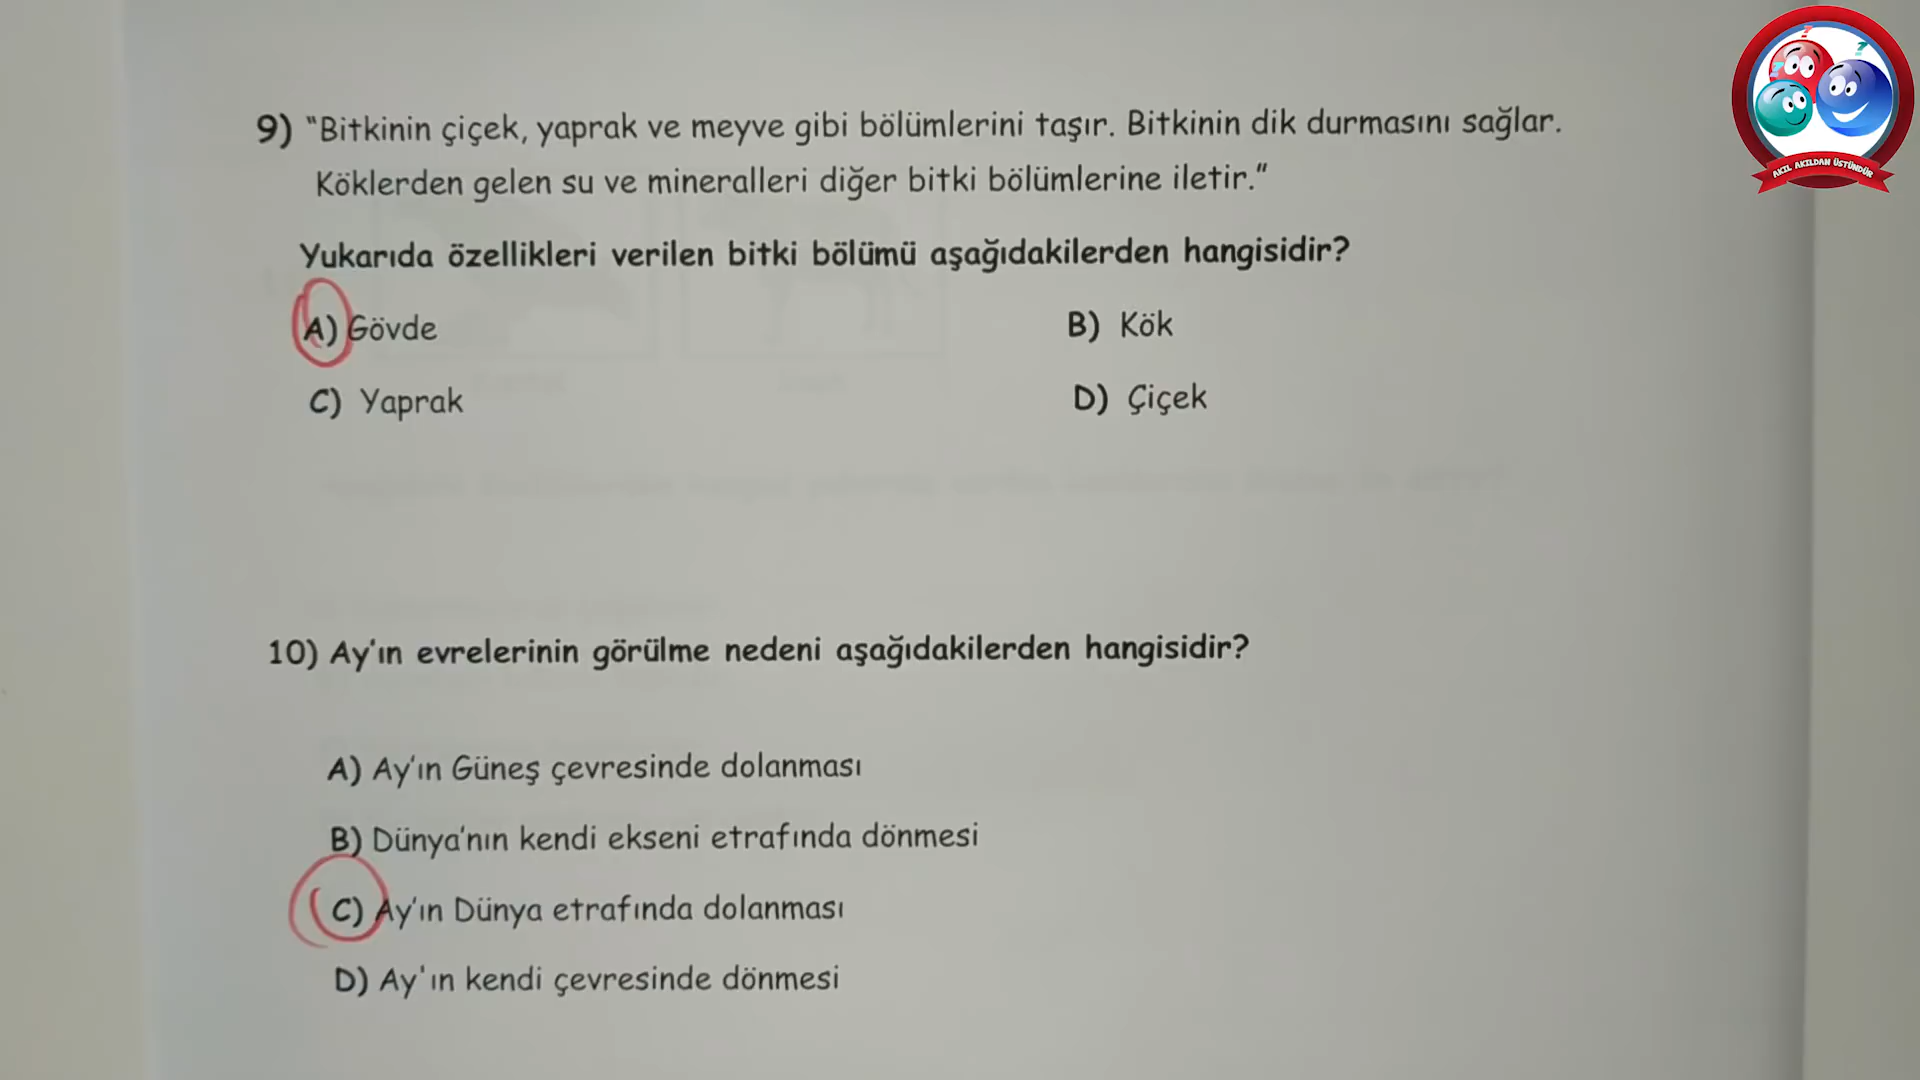 AKIL AKILDAN ÜSTÜNDÜR
9) "Bitkinin çiçek, yaprak ve meyve gibi bölümlerini taşır. Bitkinin dik durmasını sağlar.
Köklerden gelen su ve mineralleri diğer bitki bölümlerine iletir."
Yukarıda özellikleri verilen bitki bölümü aşağıdakilerden hangisidir?
A) Gövde
B) Kök
C) Yaprak
D) Çiçek
10) Ay'ın evrelerinin görülme nedeni aşağıdakilerden hangisidir?
A) Ay'ın Güneş çevresinde dolanması
B) Dünya'nın kendi ekseni etrafında dönmesi
C) Ay'ın Dünya etrafında dolanması
D) Ay'ın kendi çevresinde dönmesi